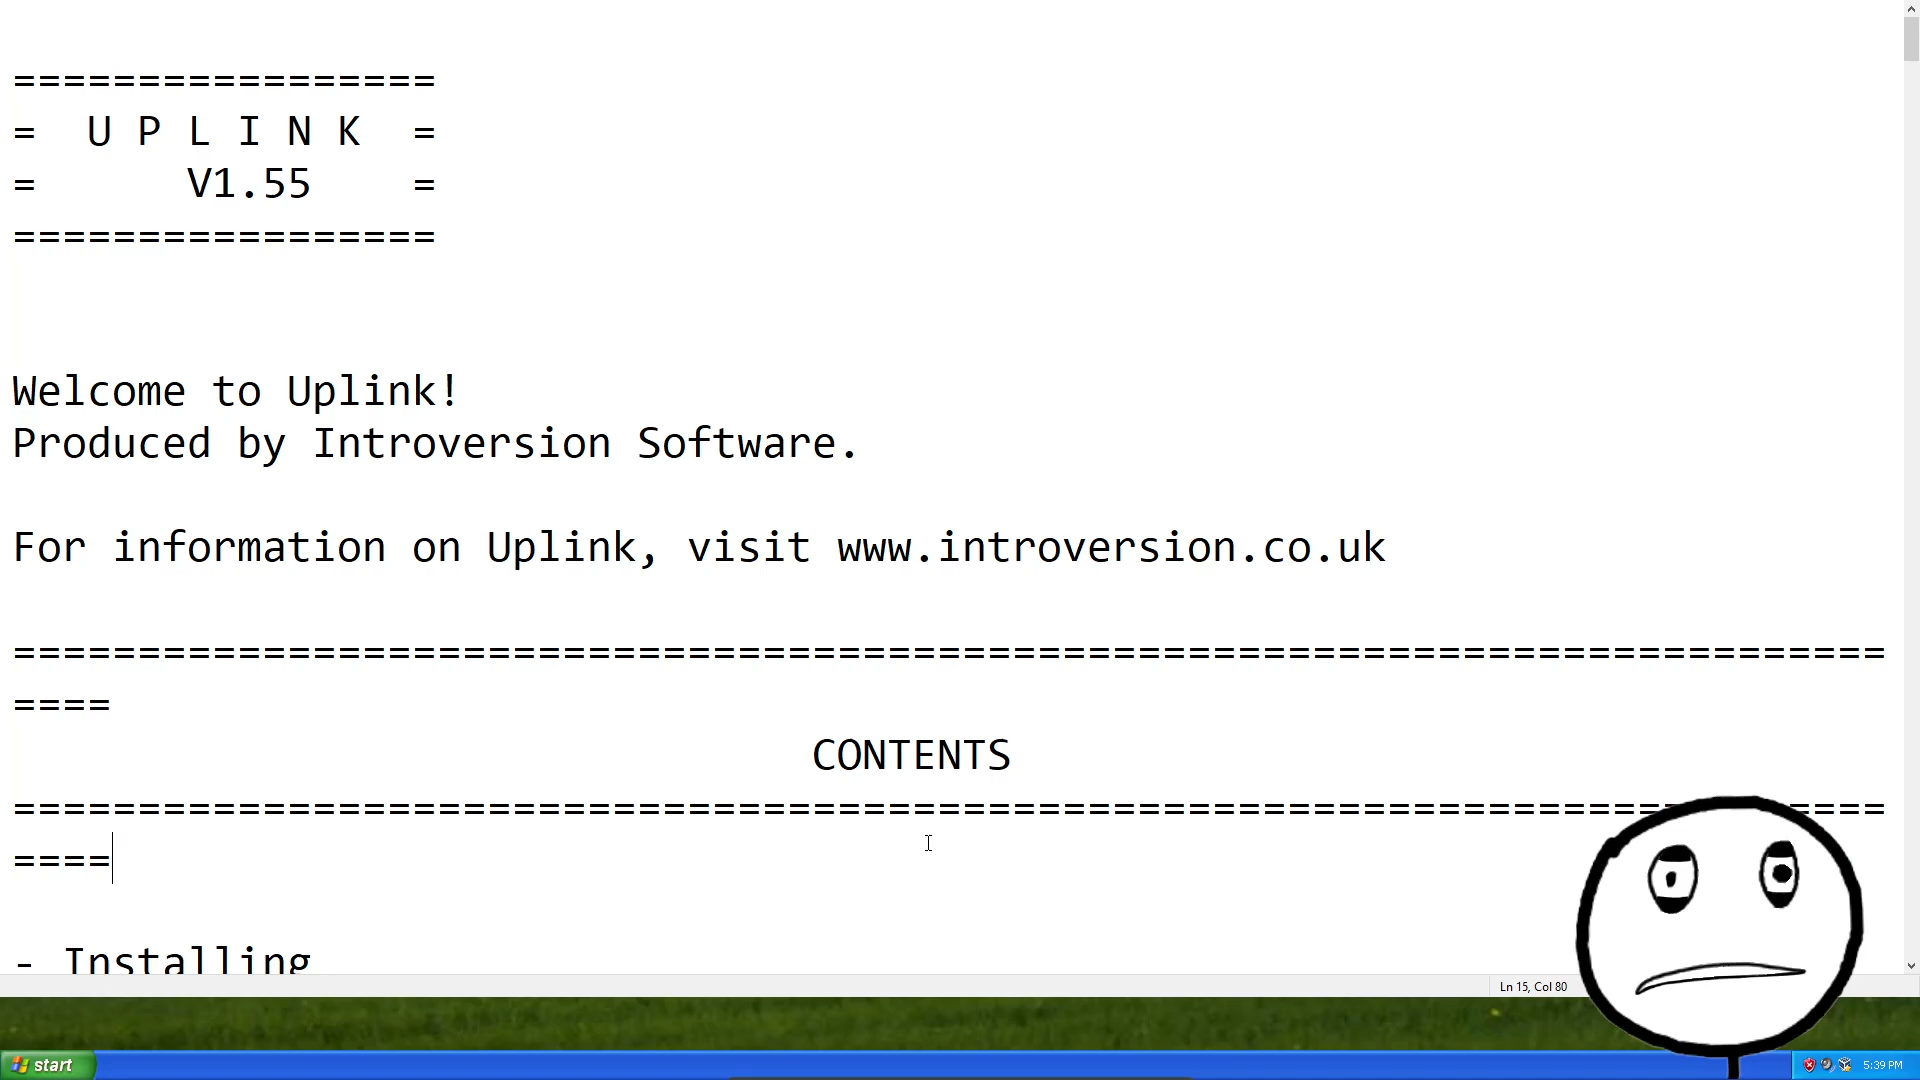 =================
=  U P L I N K  =
=      V1.55    =
=================
Welcome to Uplink!
Produced by Introversion Software.
For information on Uplink, visit www.introversion.co.uk
===========================================================================
====
CONTENTS
===========================================================================
====
- Installing
Ln 15, Col 80
start
5:39 PM